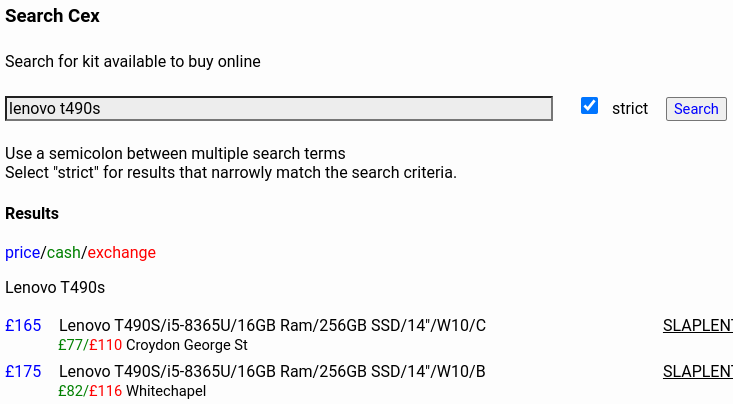 Search Cex
Search for kit available to buy online
lenovo t490s strict Search
Use a semicolon between multiple search terms
Select "strict" for results that narrowly match the search criteria.
Results
price/cash/exchange
Lenovo T490s
£165 Lenovo T490S/i5-8365U/16GB Ram/256GB SSD/14"/W10/C SLAPLENT
£77/£110 Croydon George St
£175 Lenovo T490S/i5-8365U/16GB Ram/256GB SSD/14"/W10/B SLAPLENT
£82/£116 Whitechapel